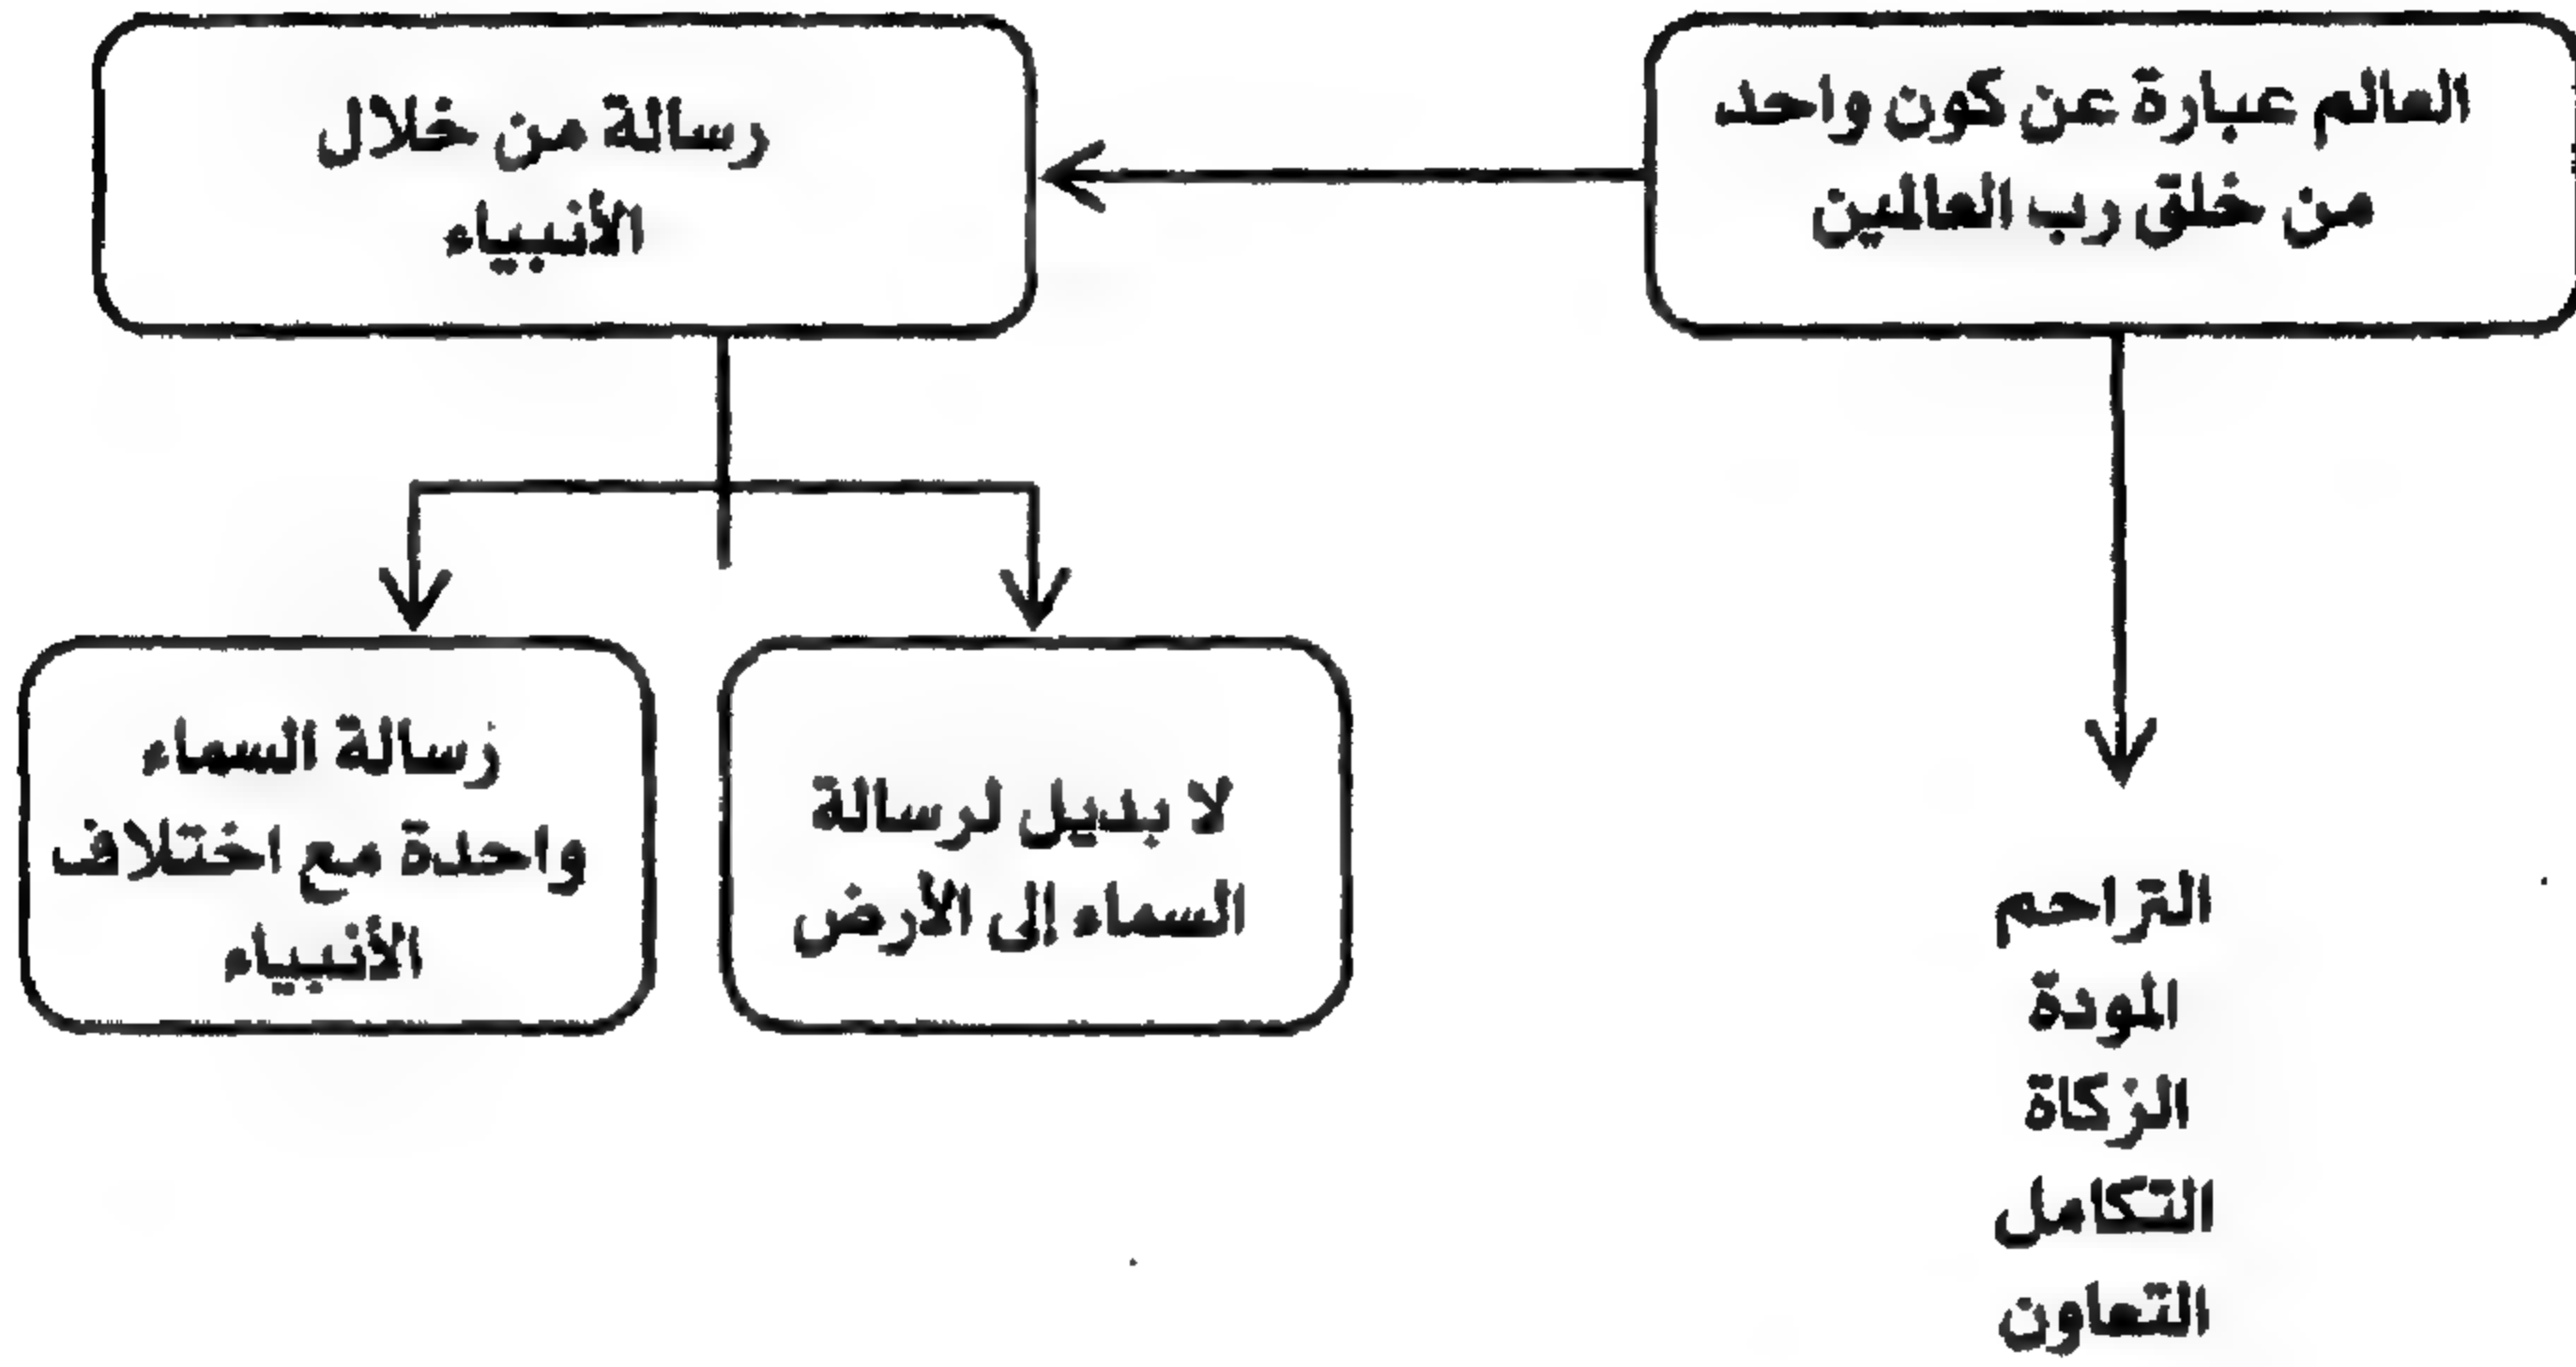 العالم عبارة عن كون واحد
من خلق رب العالمين
رسالة من خلال
الأنبياء
لا بديل لرسالة
السماء إلى الأرض
رسالة السماء
واحدة مع اختلاف
الأنبياء
التراحم
المودة
الزكاة
التكامل
التعاون